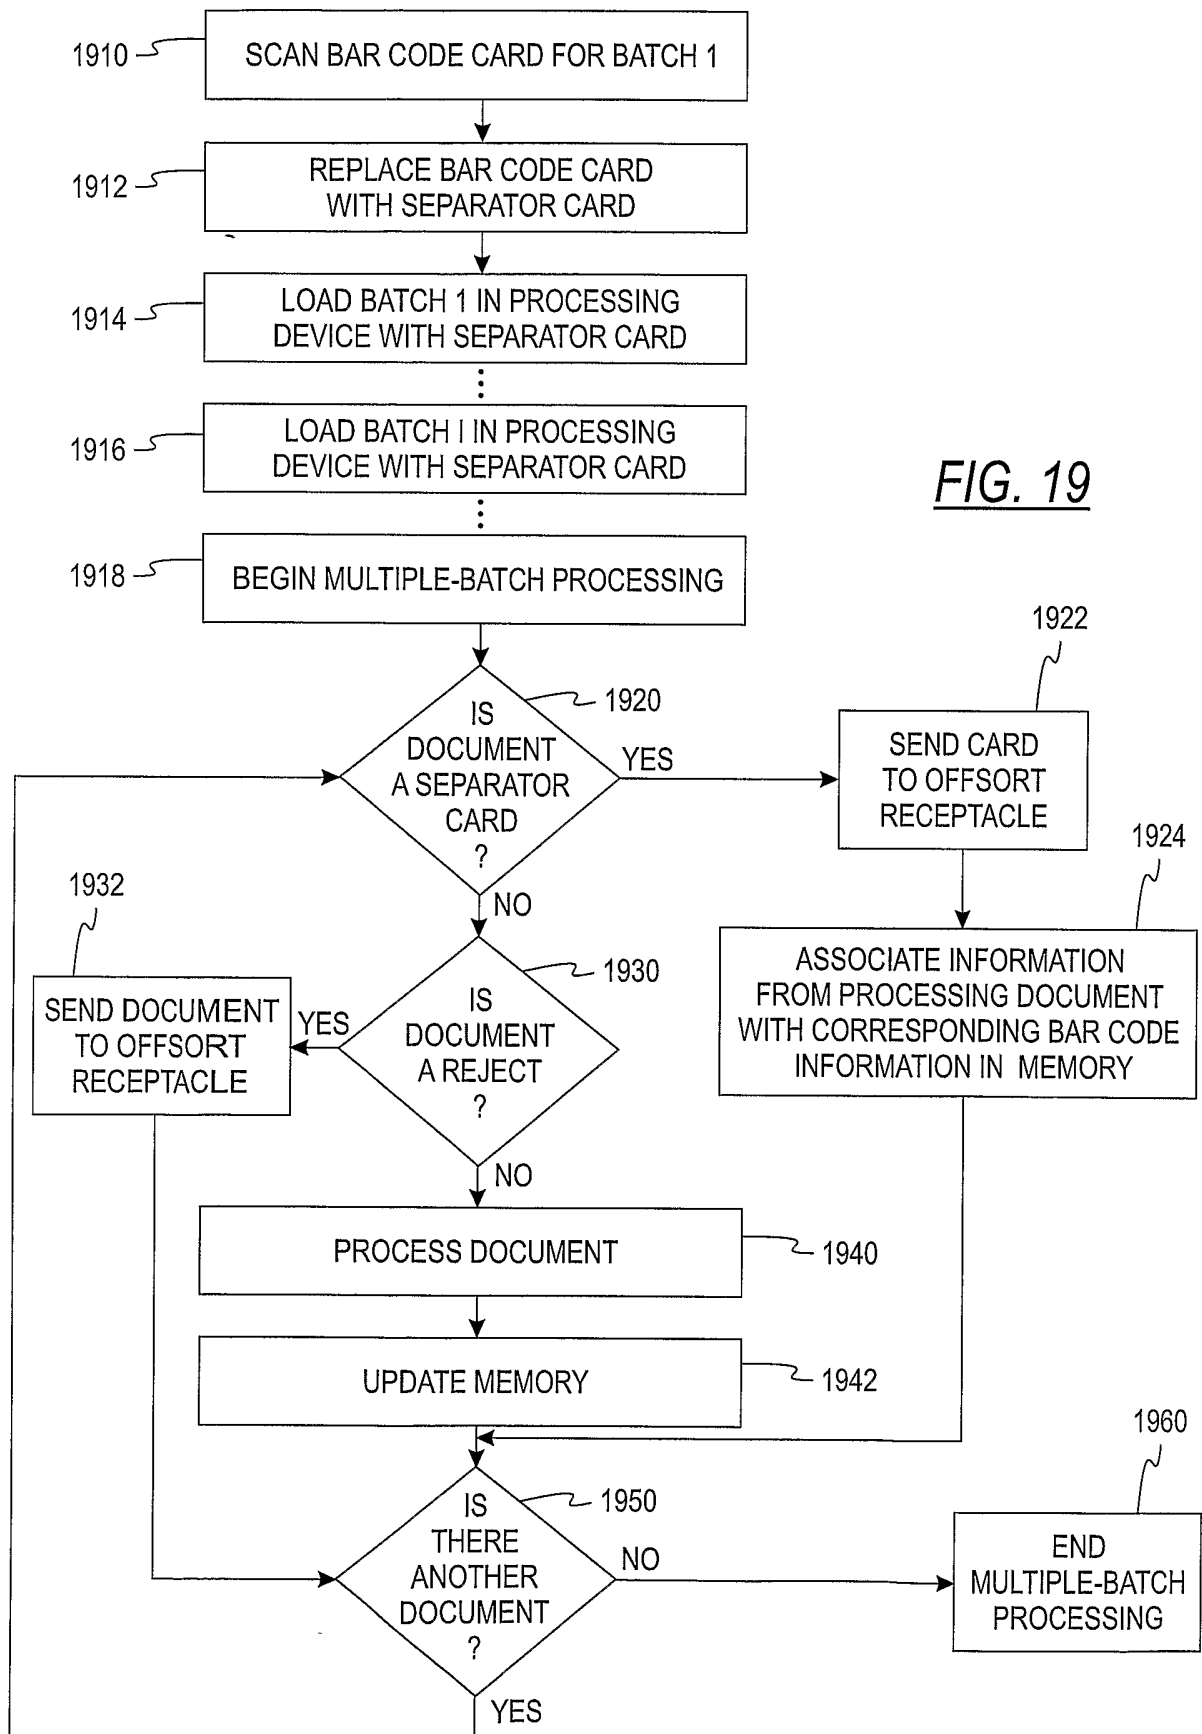 1910
SCAN BAR CODE CARD FOR BATCH 1
1912
REPLACE BAR CODE CARD
WITH SEPARATOR CARD
1914
LOAD BATCH 1 IN PROCESSING
DEVICE WITH SEPARATOR CARD
1916
LOAD BATCH I IN PROCESSING
DEVICE WITH SEPARATOR CARD
FIG. 19
1918
BEGIN MULTIPLE-BATCH PROCESSING
1920
IS
DOCUMENT
A SEPARATOR
CARD
?
YES
NO
1922
SEND CARD
TO OFFSORT
RECEPTACLE
1924
ASSOCIATE INFORMATION
FROM PROCESSING DOCUMENT
WITH CORRESPONDING BAR CODE
INFORMATION IN MEMORY
1930
IS
DOCUMENT
A REJECT
?
YES
NO
1932
SEND DOCUMENT
TO OFFSORT
RECEPTACLE
PROCESS DOCUMENT
1940
UPDATE MEMORY
1942
1950
IS
THERE
ANOTHER
DOCUMENT
?
NO
YES
1960
END
MULTIPLE-BATCH
PROCESSING